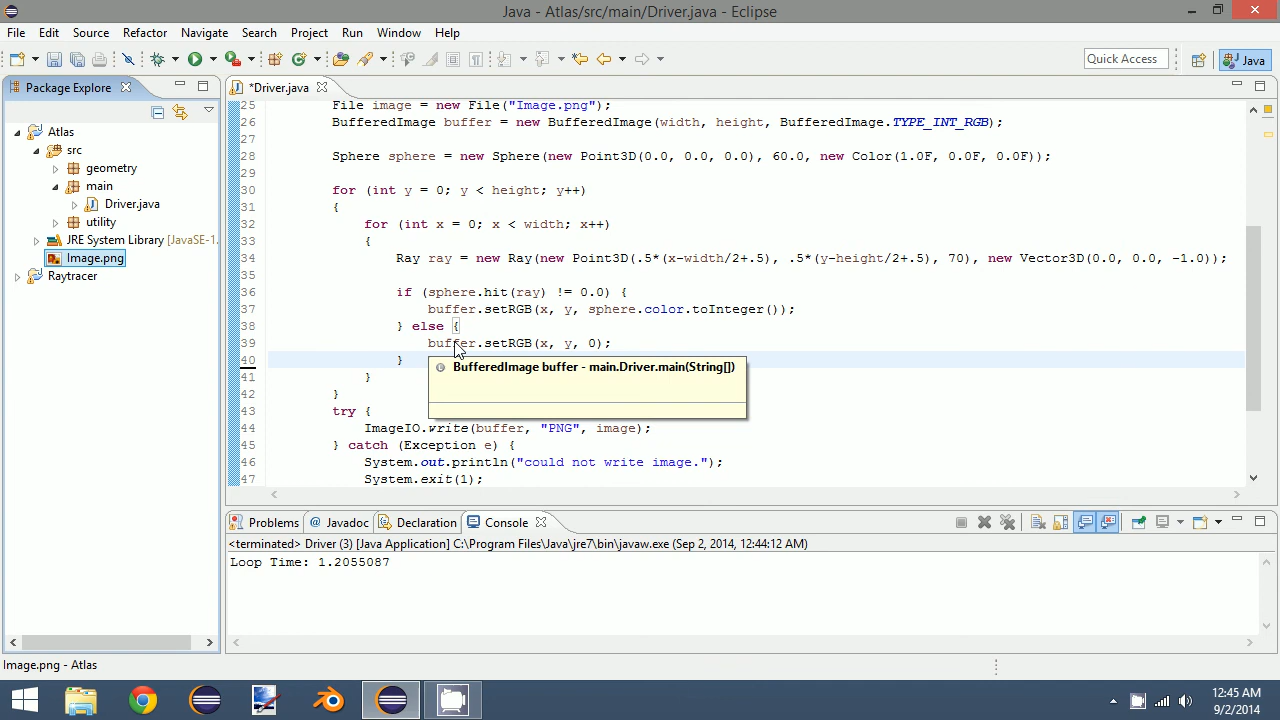 Java - Atlas/src/main/Driver.java - Eclipse
File Edit Source Refactor Navigate Search Project Run Window Help
Quick Access
Java
Package Explore
*Driver.java
Atlas
src
geometry
main
Driver.java
utility
JRE System Library [JavaSE-1.
Image.png
Raytracer
25 File image = new File("Image.png");
26 BufferedImage buffer = new BufferedImage(width, height, BufferedImage.TYPE_INT_RGB);
27
28 Sphere sphere = new Sphere(new Point3D(0.0, 0.0, 0.0), 60.0, new Color(1.0F, 0.0F, 0.0F));
29
30 for (int y = 0; y < height; y++)
31 {
32 for (int x = 0; x < width; x++)
33 {
34 Ray ray = new Ray(new Point3D(.5*(x-width/2+.5), .5*(y-height/2+.5), 70), new Vector3D(0.0, 0.0, -1.0));
35
36 if (sphere.hit(ray) != 0.0) {
37 buffer.setRGB(x, y, sphere.color.toInteger());
38 } else {
39 buffer.setRGB(x, y, 0);
40 }
BufferedImage buffer - main.Driver.main(String[])
41 }
42 }
43 try {
44 ImageIO.write(buffer, "PNG", image);
45 } catch (Exception e) {
46 System.out.println("could not write image.");
47 System.exit(1);
Problems @ Javadoc Declaration Console
<terminated> Driver (3) [Java Application] C:\Program Files\Java\jre7\bin\javaw.exe (Sep 2, 2014, 12:44:12 AM)
Loop Time: 1.2055087
Image.png - Atlas
12:45 AM
9/2/2014